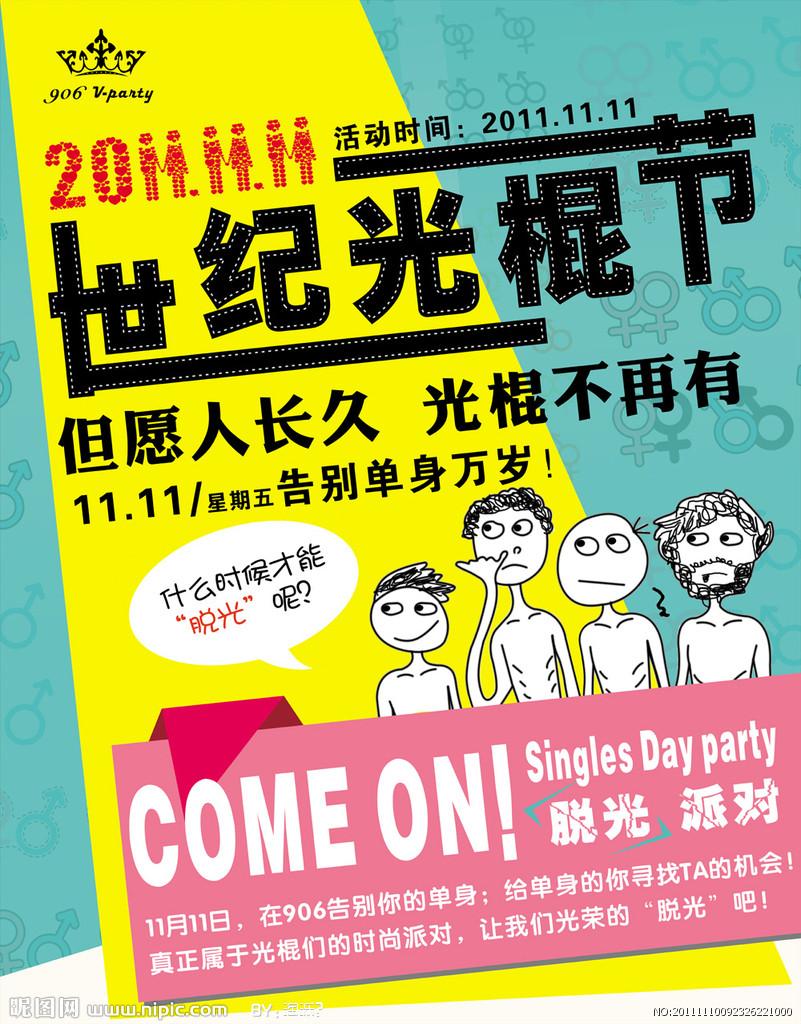 906 V-party
2011.11.11
活动时间：2011.11.11
世纪光棍节
但愿人长久 光棍不再有
11.11/星期五告别单身万岁！
什么时候才能
“脱光”呢？
COME ON!
Singles Day party
脱光 派对
11月11日，在906告别你的单身；给单身的你寻找TA的机会！
真正属于光棍们的时尚派对，让我们光荣的“脱光”吧！
昵图网 www.nipic.com BY:
NO:20111110092326221000